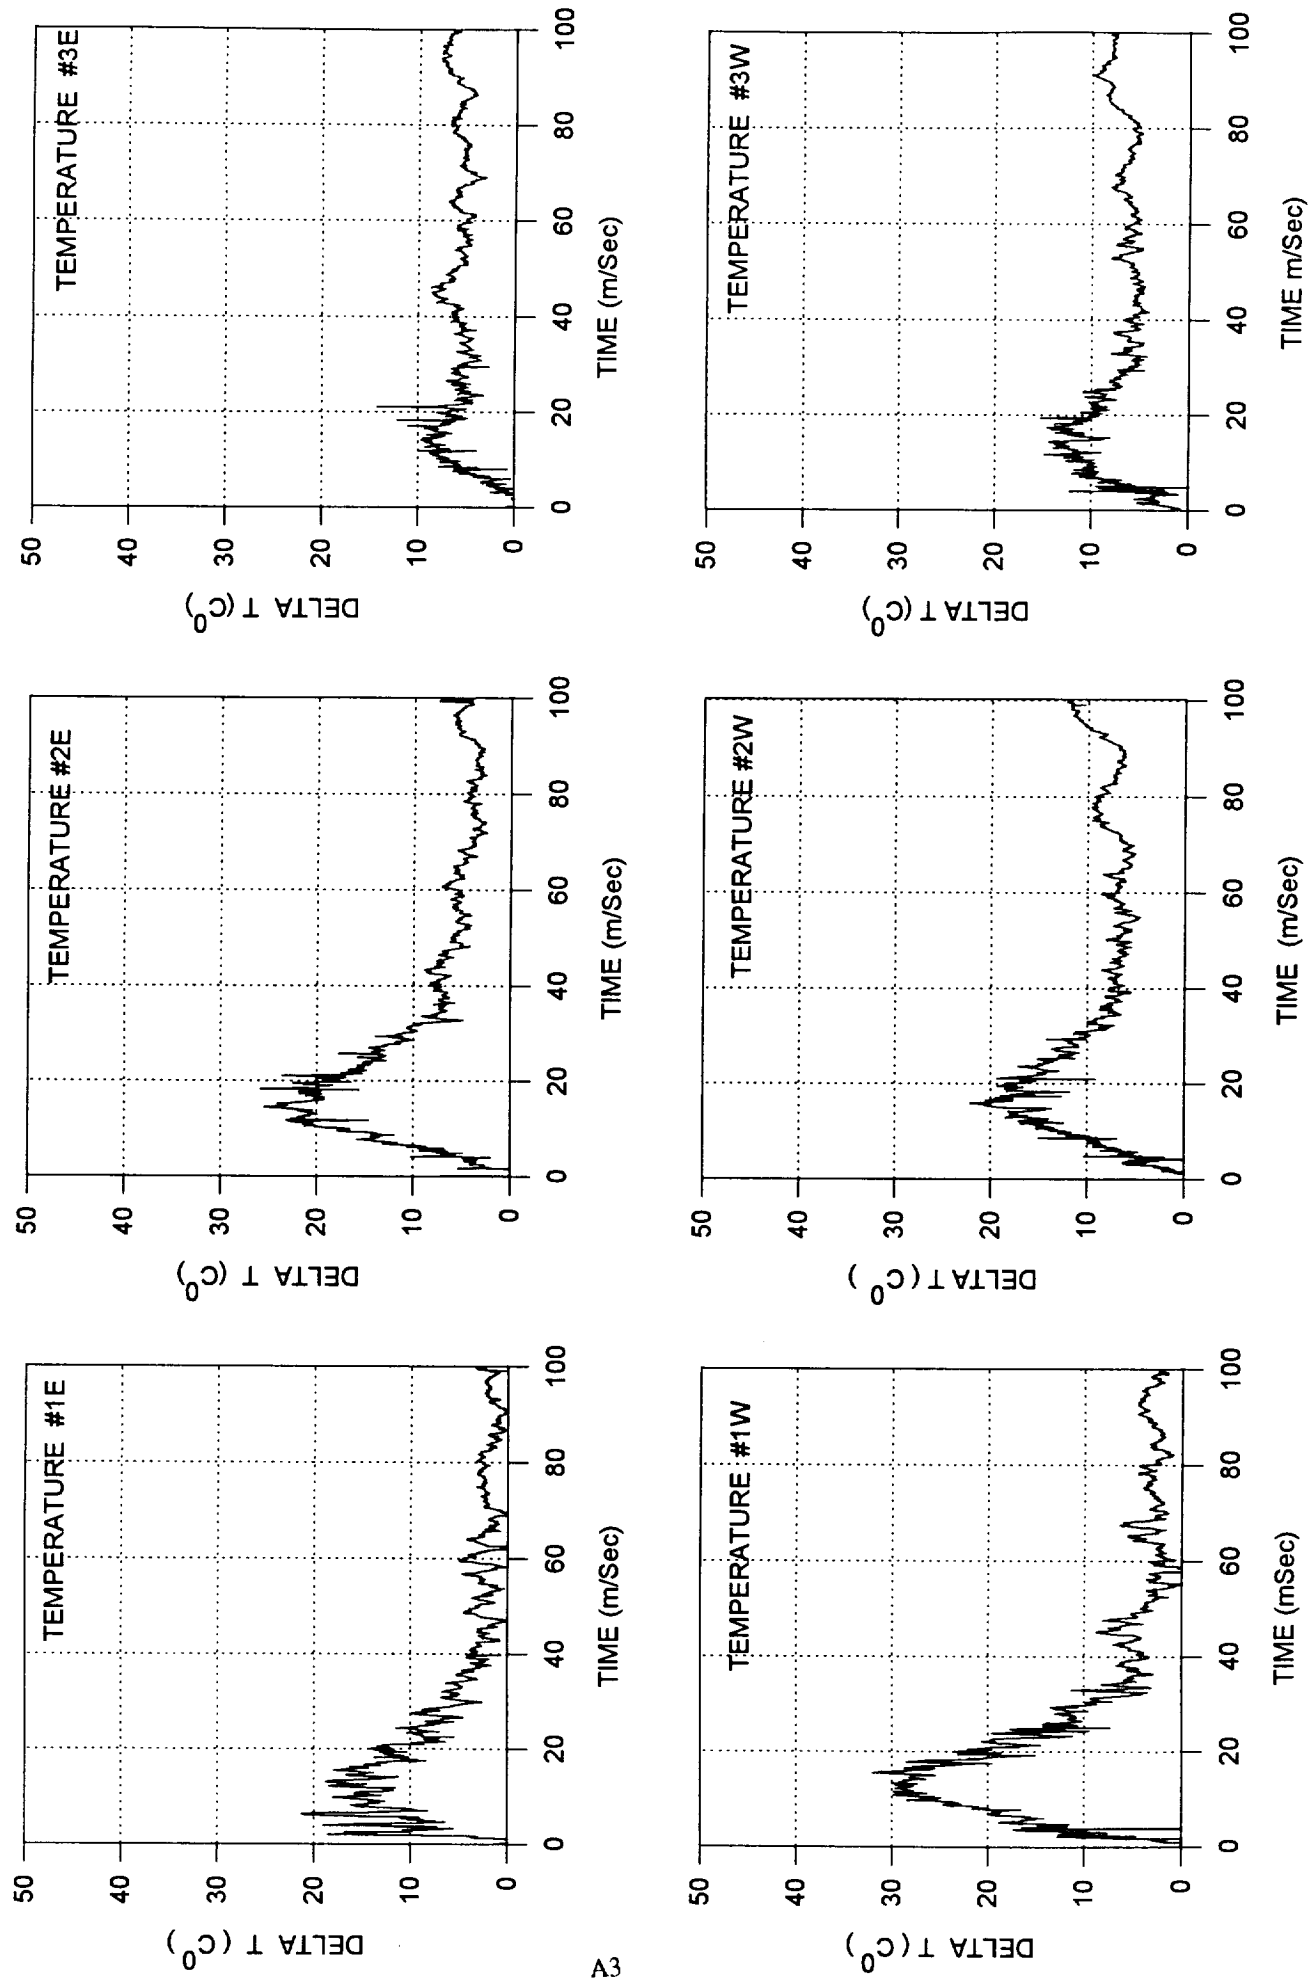 TEMPERATURE #1E
DELTA T (C⁰)
50
40
30
20
10
0
0 20 40 60 80 100
TIME (m/Sec)
TEMPERATURE #2E
DELTA T (C⁰)
50
40
30
20
10
0
0 20 40 60 80 100
TIME (m/Sec)
TEMPERATURE #3E
DELTA T (C⁰)
50
40
30
20
10
0
0 20 40 60 80 100
TIME (m/Sec)
TEMPERATURE #1W
DELTA T (C⁰)
50
40
30
20
10
0
0 20 40 60 80 100
TIME (mSec)
TEMPERATURE #2W
DELTA T (C⁰ )
50
40
30
20
10
0
0 20 40 60 80 100
TIME (m/Sec)
TEMPERATURE #3W
DELTA T (C⁰)
50
40
30
20
10
0
0 20 40 60 80 100
TIME m/Sec)
A3